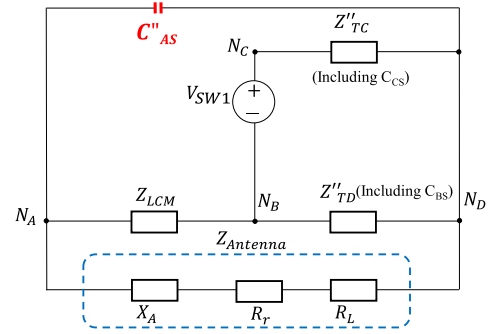 C"AS
Z''TC
NC
(Including CCS)
VSW1
+
−
ZLCM
NB
Z''TD(Including CBS)
ND
NA
ZAntenna
XA
Rr
RL